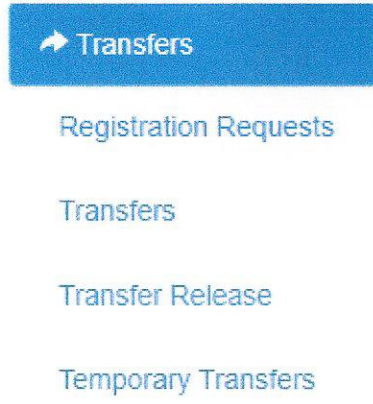 Transfers
Registration Requests
Transfers
Transfer Release
Temporary Transfers